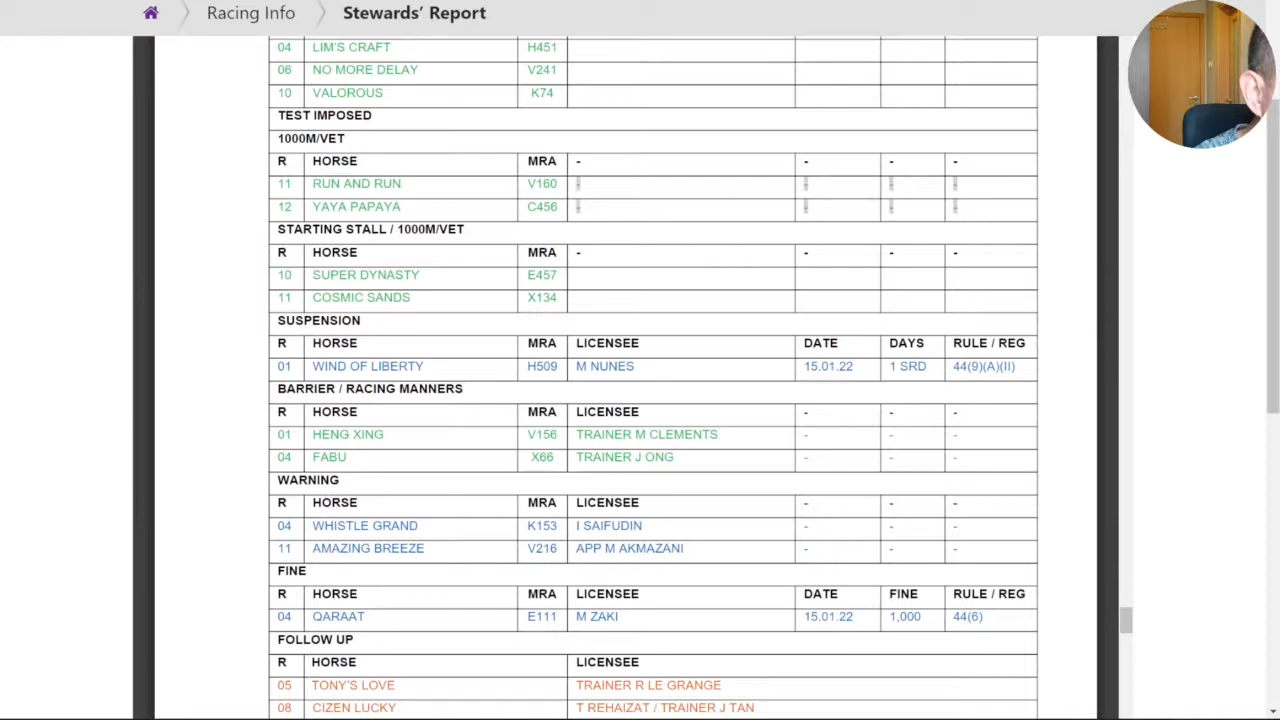 Racing Info Stewards’ Report
04 LIM'S CRAFT H451
06 NO MORE DELAY V241
10 VALOROUS K74
TEST IMPOSED
1000M/VET
R HORSE MRA - - - -
11 RUN AND RUN V160 - - - -
12 YAYA PAPAYA C456 - - - -
STARTING STALL / 1000M/VET
R HORSE MRA - - - -
10 SUPER DYNASTY E457
11 COSMIC SANDS X134
SUSPENSION
R HORSE MRA LICENSEE DATE DAYS RULE / REG
01 WIND OF LIBERTY H509 M NUNES 15.01.22 1 SRD 44(9)(A)(II)
BARRIER / RACING MANNERS
R HORSE MRA LICENSEE - - -
01 HENG XING V156 TRAINER M CLEMENTS - - -
04 FABU X66 TRAINER J ONG - - -
WARNING
R HORSE MRA LICENSEE - - -
04 WHISTLE GRAND K153 I SAIFUDIN - - -
11 AMAZING BREEZE V216 APP M AKMAZANI - - -
FINE
R HORSE MRA LICENSEE DATE FINE RULE / REG
04 QARAAT E111 M ZAKI 15.01.22 1,000 44(6)
FOLLOW UP
R HORSE LICENSEE
05 TONY'S LOVE TRAINER R LE GRANGE
08 CIZEN LUCKY T REHAIZAT / TRAINER J TAN